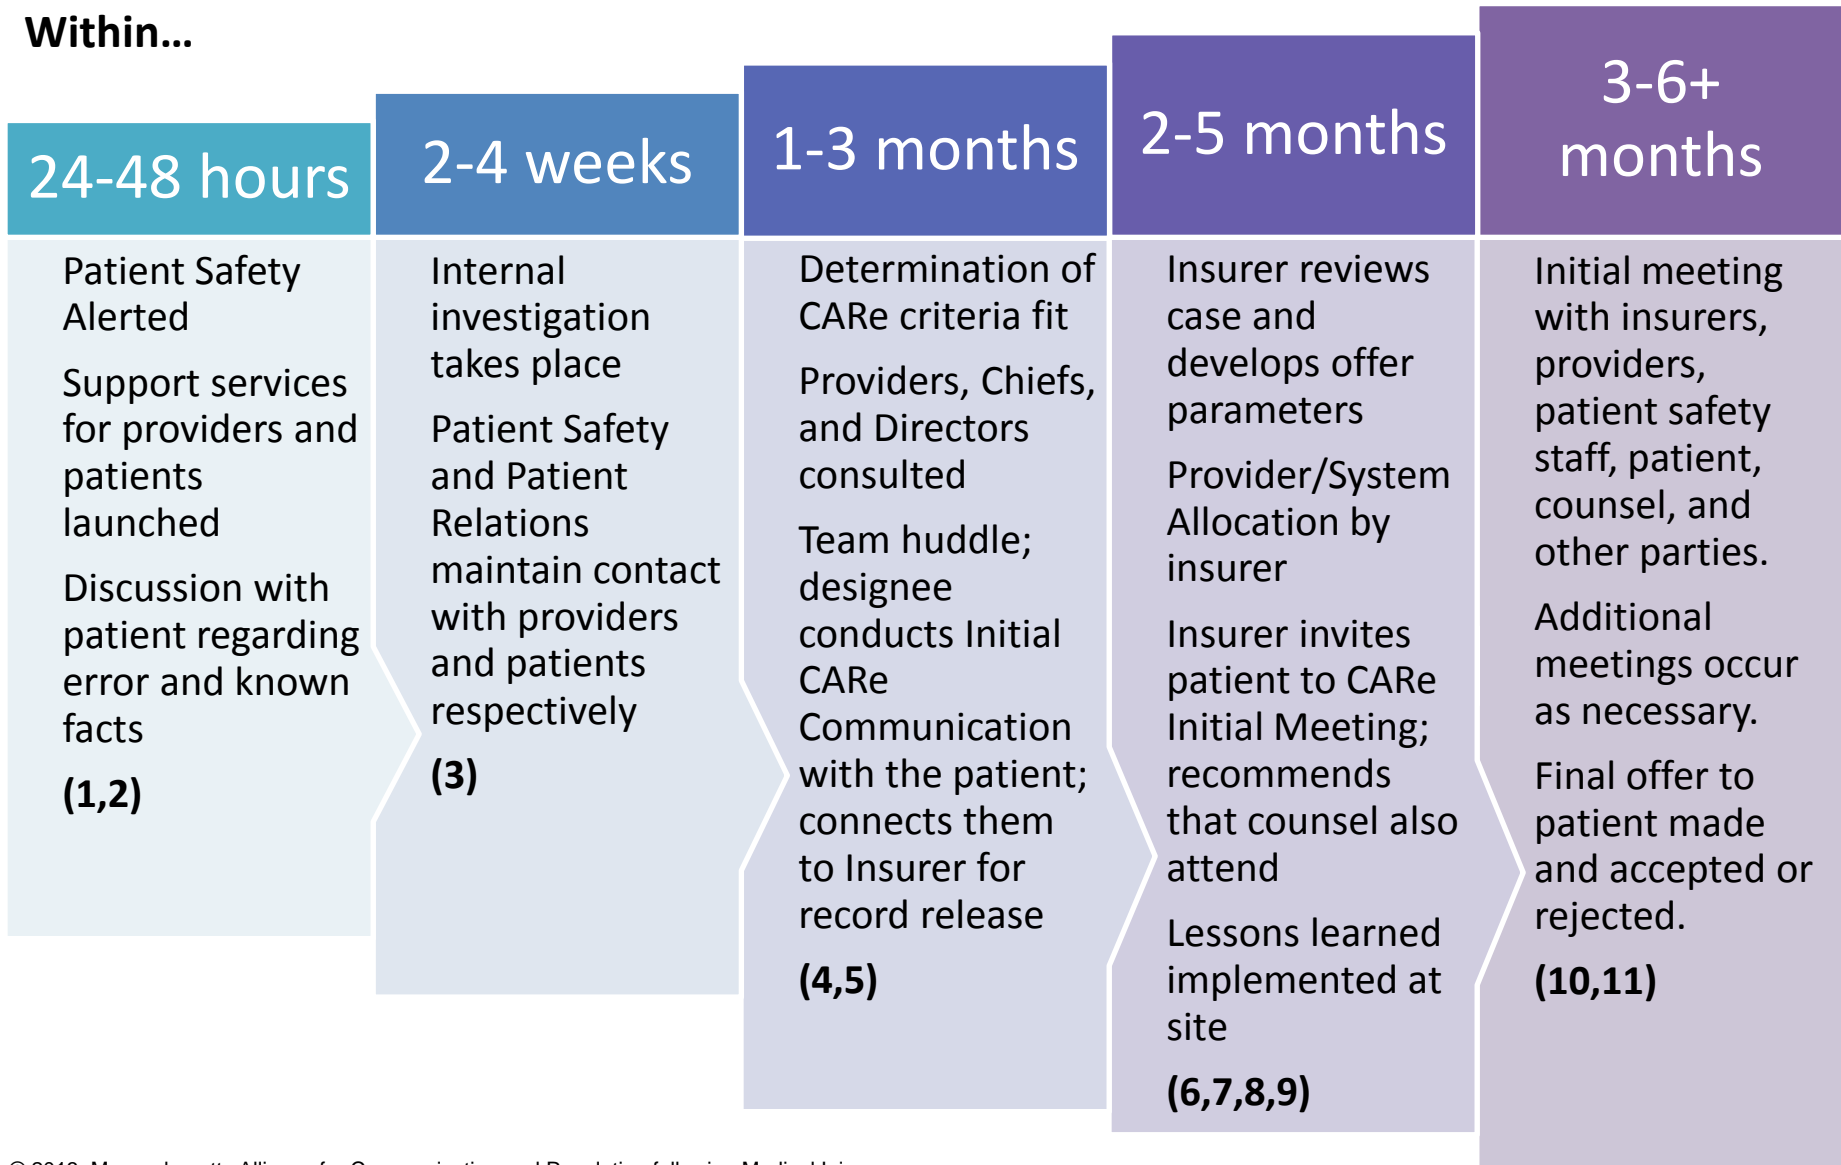 Within…
24-48 hours
Patient Safety
Alerted
Support services
for providers and
patients
launched
Discussion with
patient regarding
error and known
facts
(1,2)
2-4 weeks
Internal
investigation
takes place
Patient Safety
and Patient
Relations
maintain contact
with providers
and patients
respectively
(3)
1-3 months
Determination of
CARe criteria fit
Providers, Chiefs,
and Directors
consulted
Team huddle;
designee
conducts Initial
CARe
Communication
with the patient;
connects them
to Insurer for
record release
(4,5)
2-5 months
Insurer reviews
case and
develops offer
parameters
Provider/System
Allocation by
insurer
Insurer invites
patient to CARe
Initial Meeting;
recommends
that counsel also
attend
Lessons learned
implemented at
site
(6,7,8,9)
3-6+
months
Initial meeting
with insurers,
providers,
patient safety
staff, patient,
counsel, and
other parties.
Additional
meetings occur
as necessary.
Final offer to
patient made
and accepted or
rejected.
(10,11)